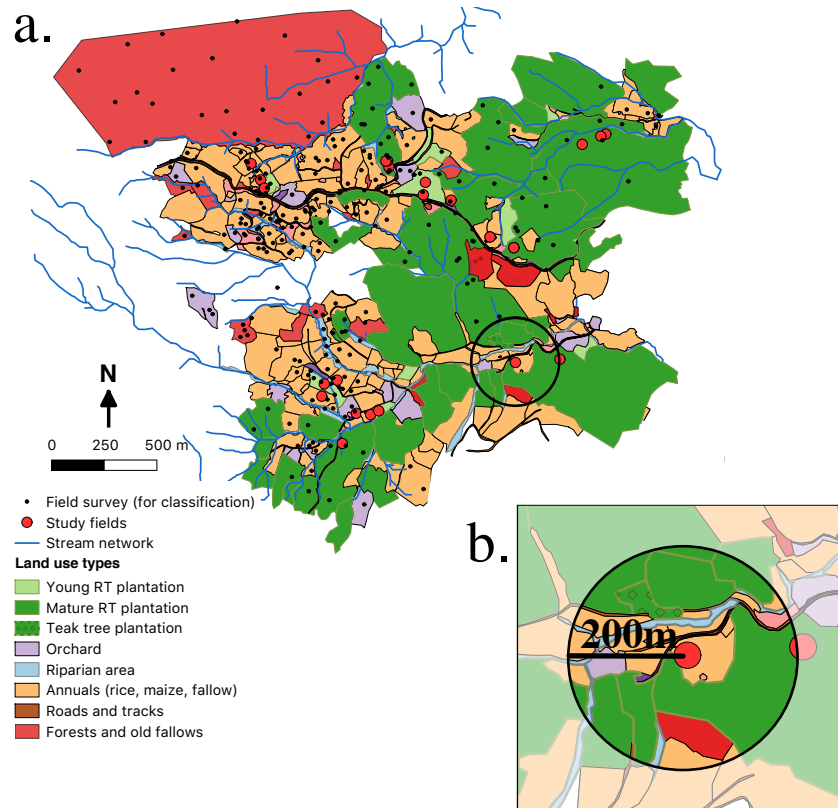 a.
N
0 250 500 m
Field survey (for classification)
Study fields
Stream network
Land use types
Young RT plantation
Mature RT plantation
Teak tree plantation
Orchard
Riparian area
Annuals (rice, maize, fallow)
Roads and tracks
Forests and old fallows
b.
200m